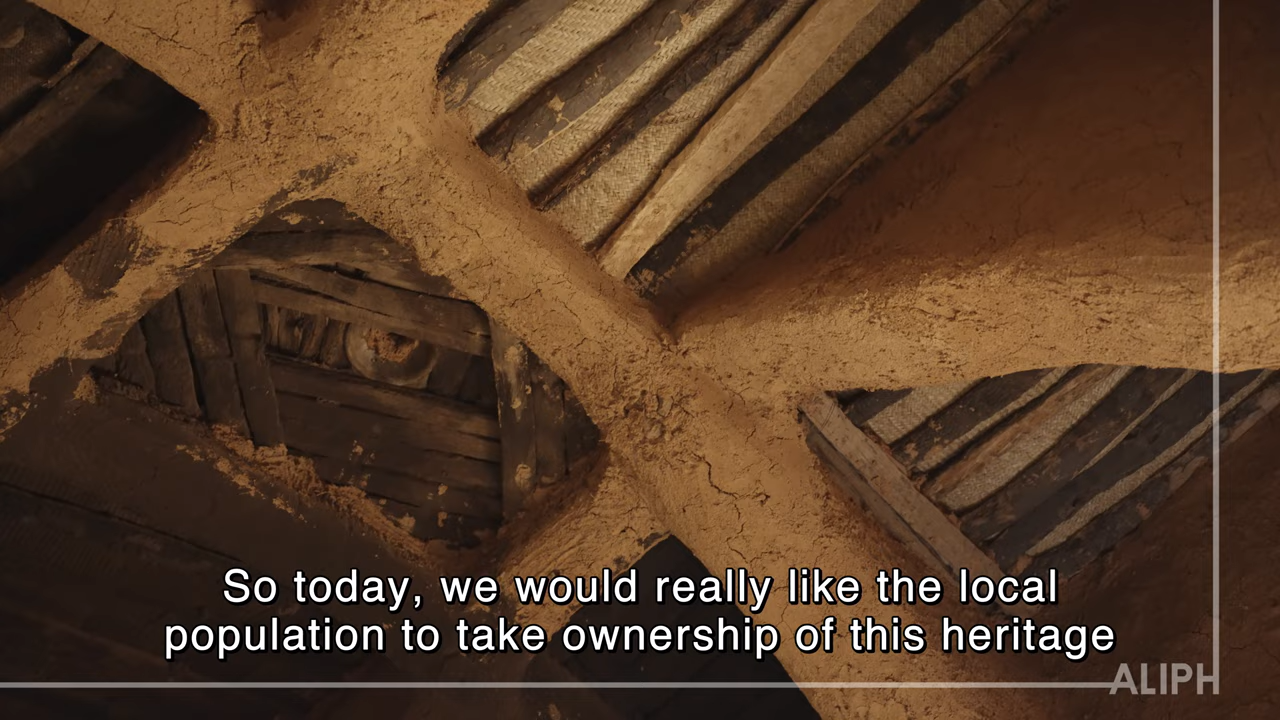 So today, we would really like the local
population to take ownership of this heritage
ALIPH